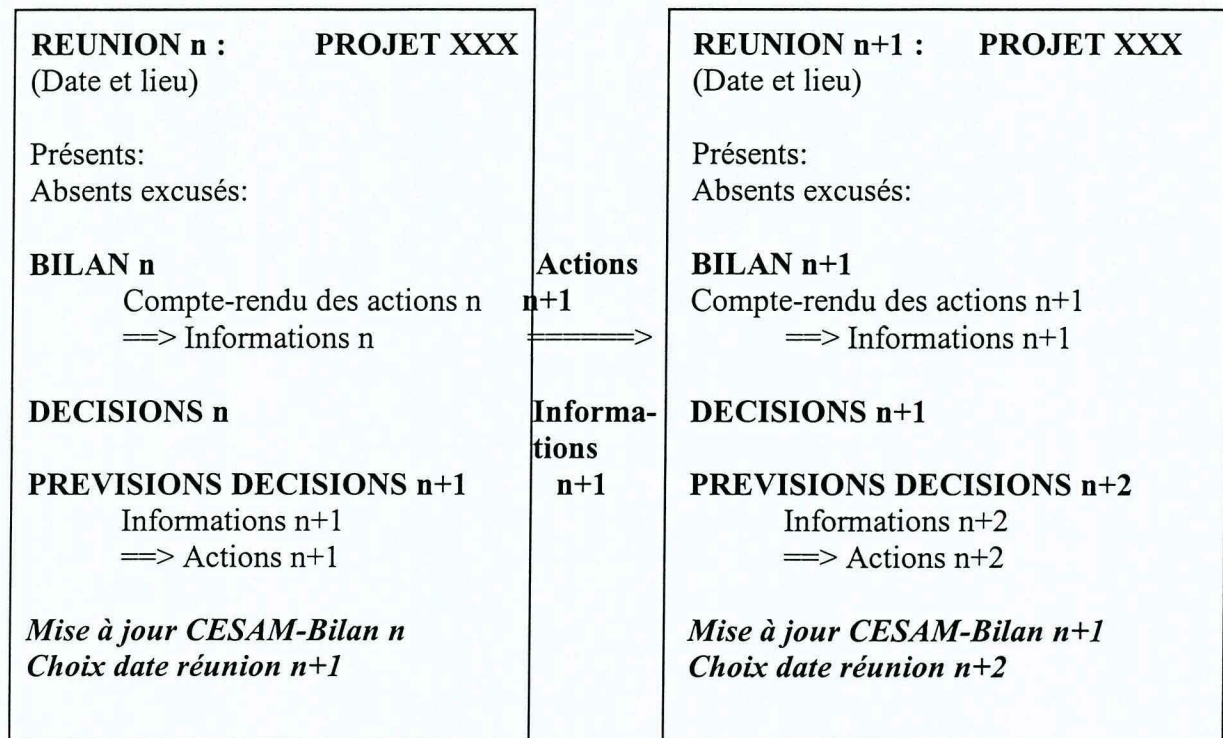 REUNION n : PROJET XXX
(Date et lieu)
Présents:
Absents excusés:
BILAN n
Compte-rendu des actions n
==> Informations n
DECISIONS n
PREVISIONS DECISIONS n+1
Informations n+1
==> Actions n+1
Mise à jour CESAM-Bilan n
Choix date réunion n+1
Actions
n+1
======>
Informa-
tions
n+1
REUNION n+1 : PROJET XXX
(Date et lieu)
Présents:
Absents excusés:
BILAN n+1
Compte-rendu des actions n+1
==> Informations n+1
DECISIONS n+1
PREVISIONS DECISIONS n+2
Informations n+2
==> Actions n+2
Mise à jour CESAM-Bilan n+1
Choix date réunion n+2